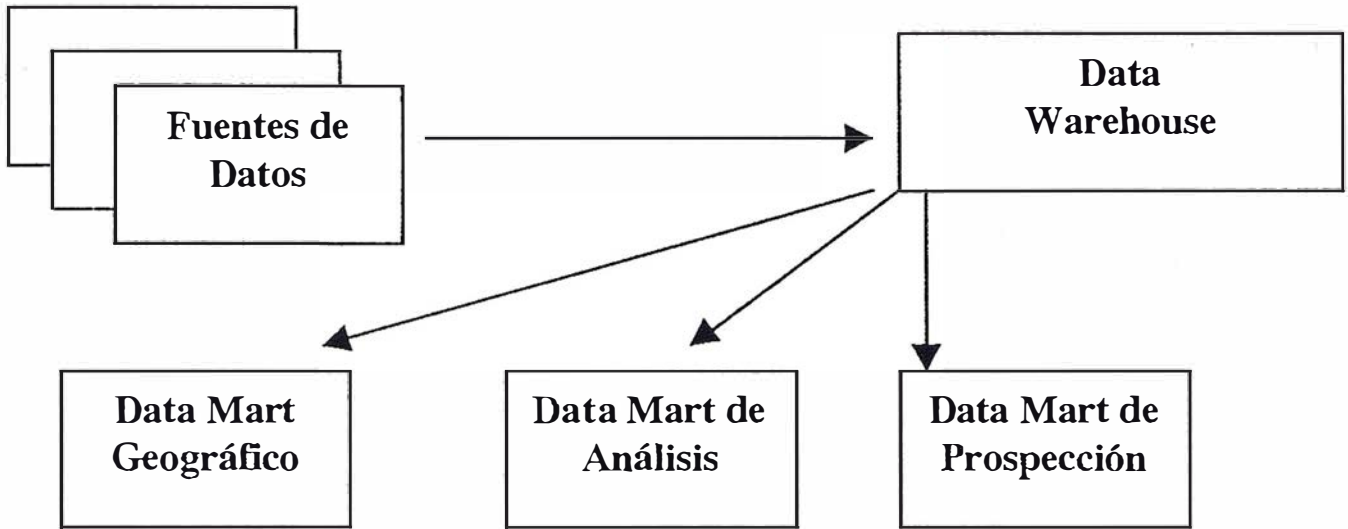 Fuentes de
Datos
Data
Warehouse
Data Mart
Geográfico
Data Mart de
Análisis
Data Mart de
Prospección